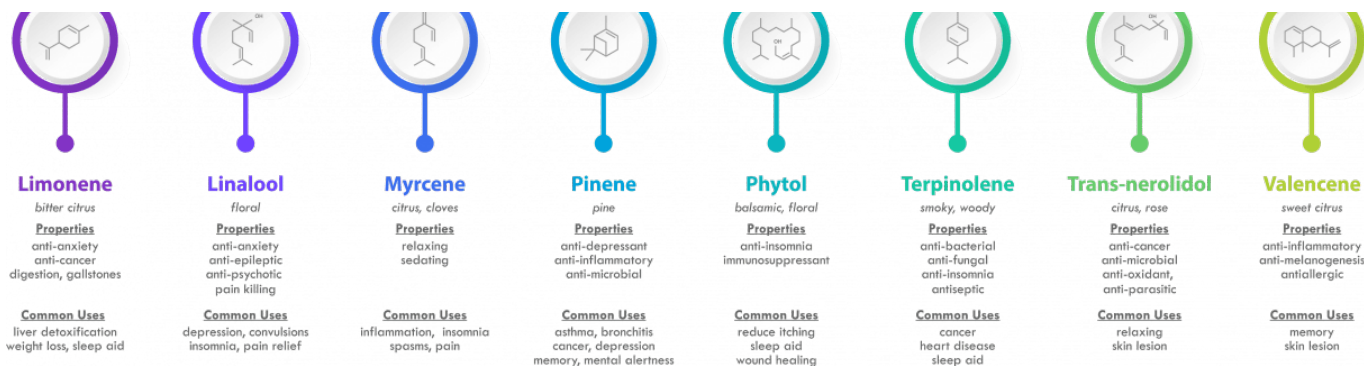 OH
OH
OH
Limonene
bitter citrus
Properties
anti-anxiety
anti-cancer
digestion, gallstones
Common Uses
liver detoxification
weight loss, sleep aid
Linalool
floral
Properties
anti-anxiety
anti-epileptic
anti-psychotic
pain killing
Common Uses
depression, convulsions
insomnia, pain relief
Myrcene
citrus, cloves
Properties
relaxing
sedating
Common Uses
inflammation, insomnia
spasms, pain
Pinene
pine
Properties
anti-depressant
anti-inflammatory
anti-microbial
Common Uses
asthma, bronchitis
cancer, depression
memory, mental alertness
Phytol
balsamic, floral
Properties
anti-insomnia
immunosuppressant
Common Uses
reduce itching
sleep aid
wound healing
Terpinolene
smoky, woody
Properties
anti-bacterial
anti-fungal
anti-insomnia
antiseptic
Common Uses
cancer
heart disease
sleep aid
Trans-nerolidol
citrus, rose
Properties
anti-cancer
anti-microbial
anti-oxidant,
anti-parasitic
Common Uses
relaxing
skin lesion
Valencene
sweet citrus
Properties
anti-inflammatory
anti-melanogenesis
antiallergic
Common Uses
memory
skin lesion